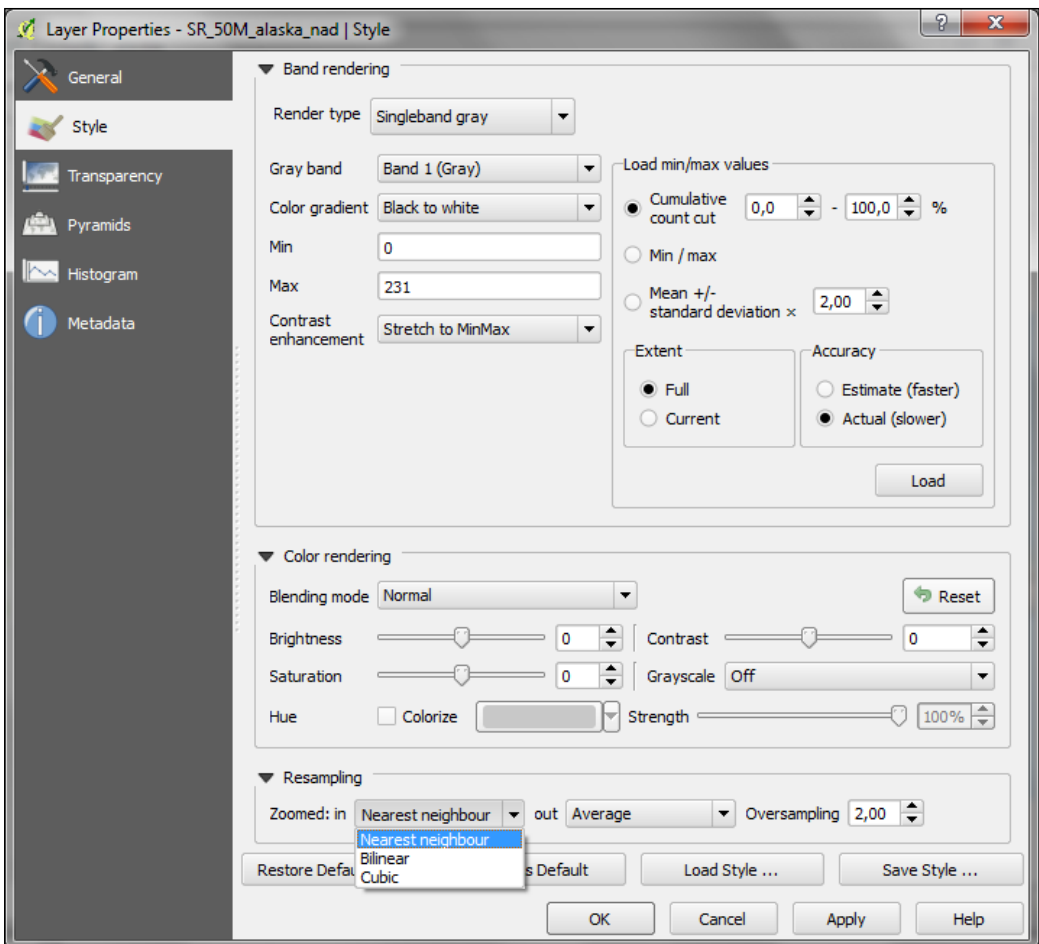 Layer Properties - SR_50M_alaska_nad | Style
General
Style
Transparency
Pyramids
Histogram
Metadata
Band rendering
Render type Singleband gray
Gray band Band 1 (Gray)
Color gradient Black to white
Min 0
Max 231
Contrast
enhancement Stretch to MinMax
Load min/max values
Cumulative
count cut 0,0 - 100,0 %
Min / max
Mean +/-
standard deviation × 2,00
Extent
Full
Current
Accuracy
Estimate (faster)
Actual (slower)
Load
Color rendering
Blending mode Normal
Reset
Brightness 0 Contrast 0
Saturation 0 Grayscale Off
Hue Colorize Strength 100%
Resampling
Zoomed: in Nearest neighbour out Average Oversampling 2,00
Nearest neighbour
Bilinear
Cubic
Restore Defau s Default Load Style ... Save Style ...
OK Cancel Apply Help